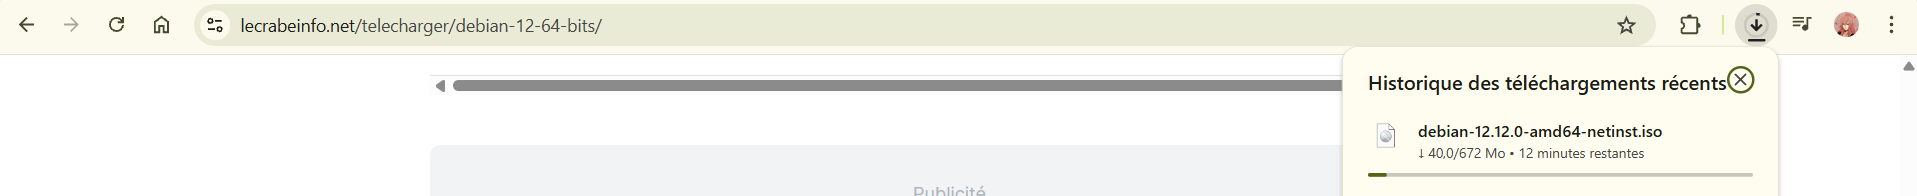 lecrabeinfo.net/telecharger/debian-12-64-bits/
Historique des téléchargements récents
debian-12.12.0-amd64-netinst.iso
↓ 40,0/672 Mo • 12 minutes restantes
Publicité